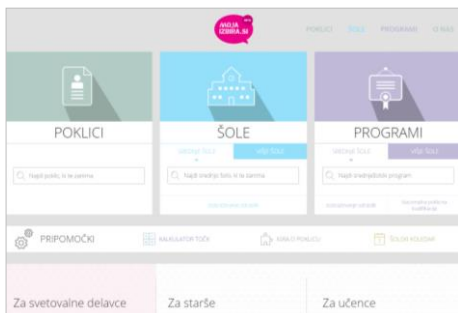 MOJA
IZBIRA.SI
POKLICI ŠOLE PROGRAMI O NAS
POKLICI
ŠOLE
PROGRAMI
SREDNJE ŠOLE VIŠJE ŠOLE
SREDNJE ŠOLE VIŠJE ŠOLE
Najdi poklic, ki te zanima
Najdi srednjo šolo, ki te zanima
Najdi srednješolski program
PRIPOMOČKI
KALKULATOR TOČK
IGRA O POKLICU
ŠOLSKI KOLEDAR
Za svetovalne delavce
Za starše
Za učence